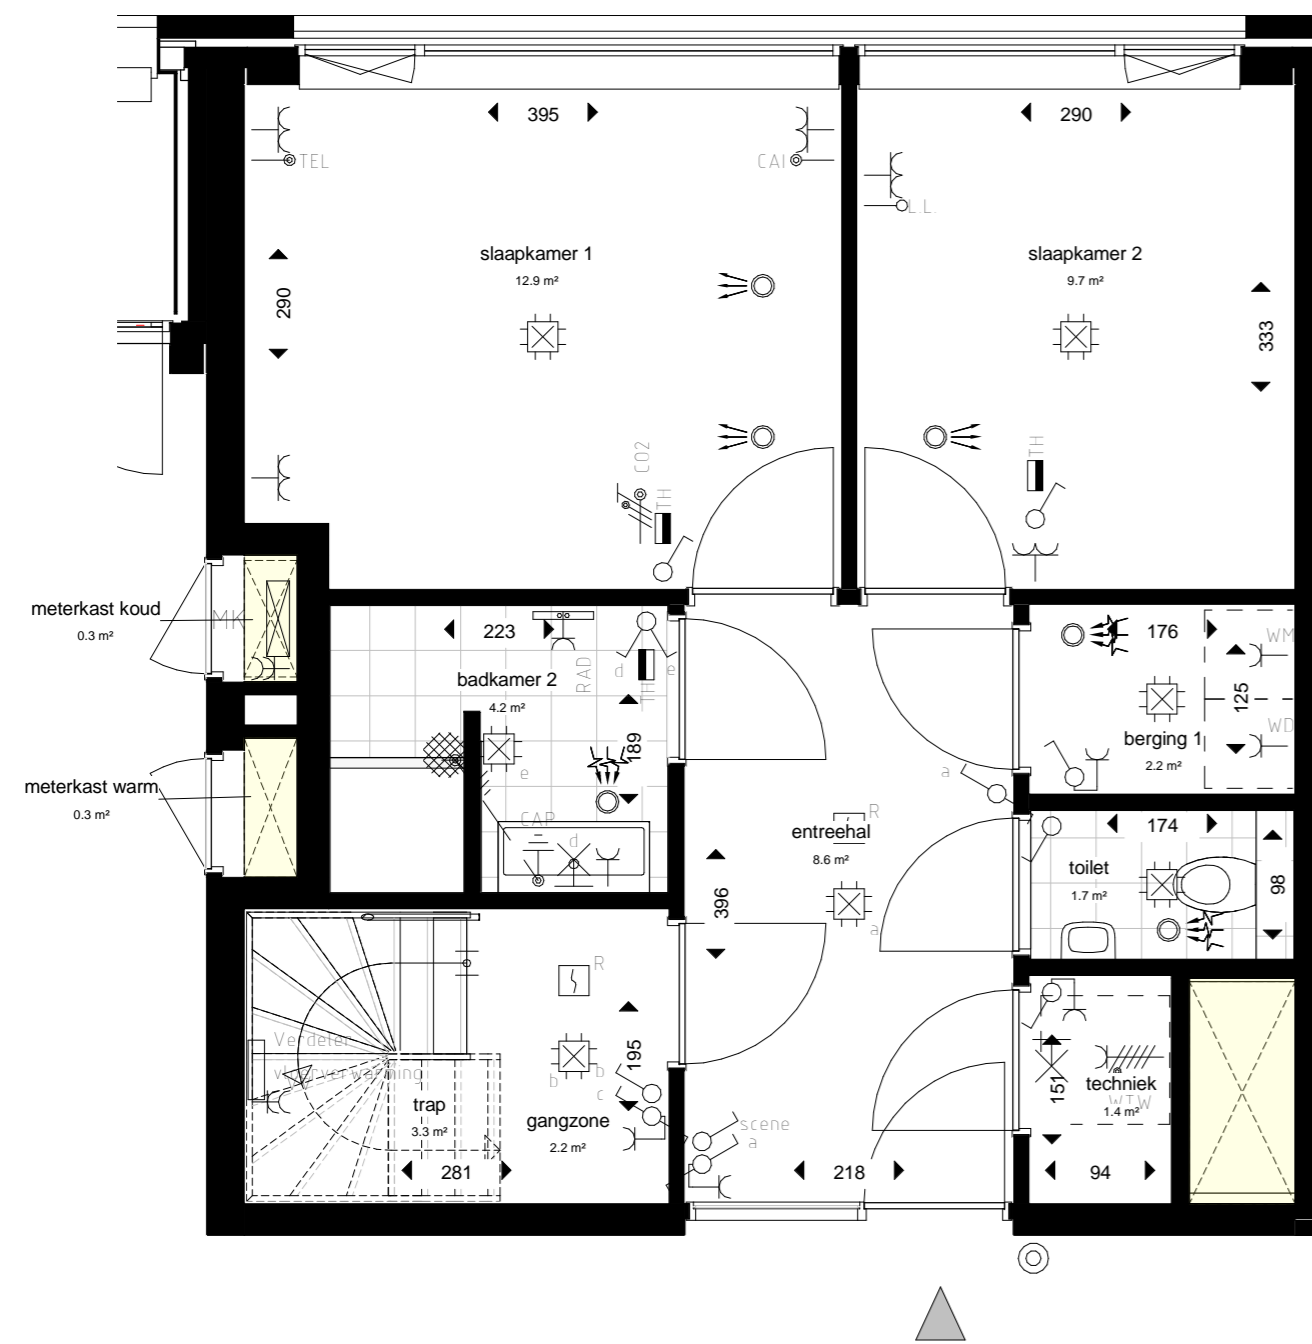 395
290
TEL
CAI
L.L.
slaapkamer 1
12.9 m²
slaapkamer 2
9.7 m²
290
333
CO2
TH
TH
meterkast koud
0.3 m²
MK
223
RAD
d
e
TH
badkamer 2
4.2 m²
189
e
176
WM
125
WD
berging 1
2.2 m²
meterkast warm
0.3 m²
a
CAP
d
R
entreehal
8.6 m²
a
396
174
toilet
1.7 m²
98
R
Verdeler
vloerverwarming
195
b
b
c
trap
3.3 m²
gangzone
2.2 m²
281
scene
a
218
151
techniek
WTW
1.4 m²
94